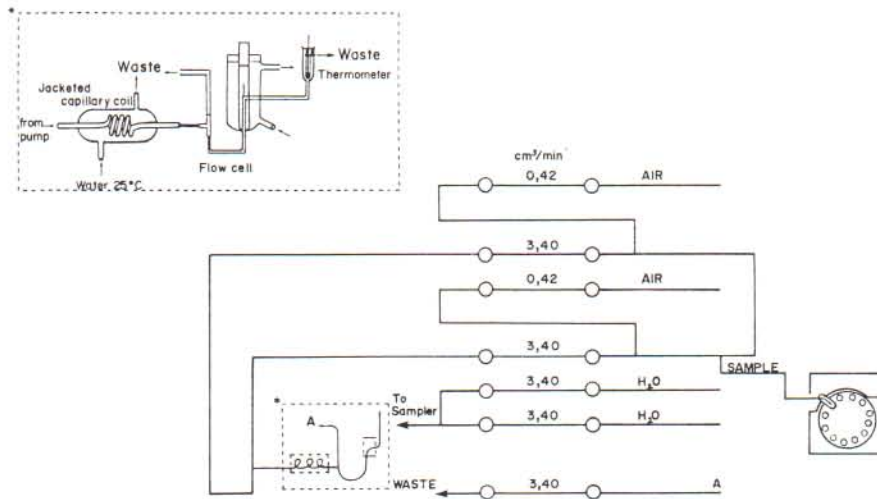 *
Waste
Waste
Thermometer
Jacketed
capillary coil
from
pump
Flow cell
Water 25°C
cm³/min
0,42 AIR
3,40
0,42 AIR
3,40
SAMPLE
3,40 H₂O
*
To
Sampler
A
3,40 H₂O
WASTE 3,40 A